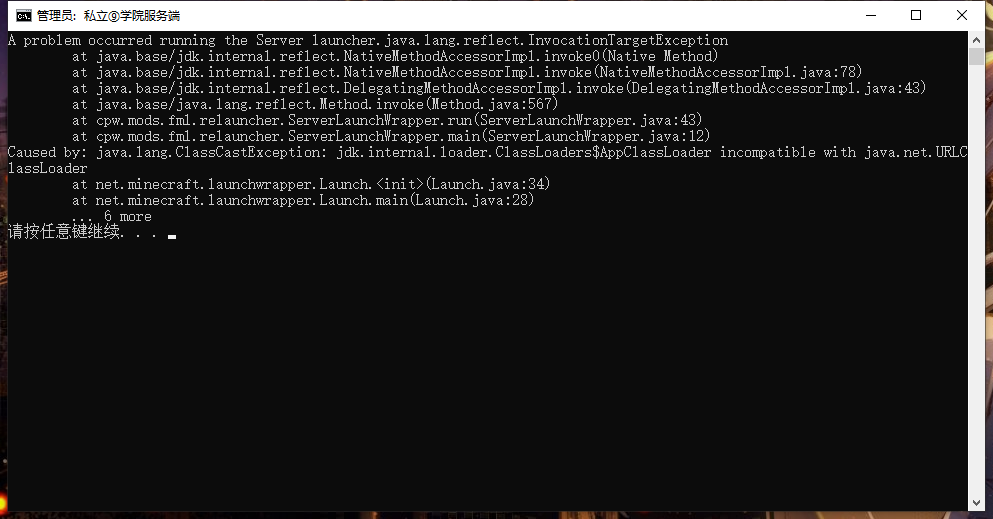 管理员: 私立⑨学院服务端
A problem occurred running the Server launcher.java.lang.reflect.InvocationTargetException
at java.base/jdk.internal.reflect.NativeMethodAccessorImpl.invoke0(Native Method)
at java.base/jdk.internal.reflect.NativeMethodAccessorImpl.invoke(NativeMethodAccessorImpl.java:78)
at java.base/jdk.internal.reflect.DelegatingMethodAccessorImpl.invoke(DelegatingMethodAccessorImpl.java:43)
at java.base/java.lang.reflect.Method.invoke(Method.java:567)
at cpw.mods.fml.relauncher.ServerLaunchWrapper.run(ServerLaunchWrapper.java:43)
at cpw.mods.fml.relauncher.ServerLaunchWrapper.main(ServerLaunchWrapper.java:12)
Caused by: java.lang.ClassCastException: jdk.internal.loader.ClassLoaders$AppClassLoader incompatible with java.net.URLC
lassLoader
at net.minecraft.launchwrapper.Launch.<init>(Launch.java:34)
at net.minecraft.launchwrapper.Launch.main(Launch.java:28)
... 6 more
请按任意键继续. . .